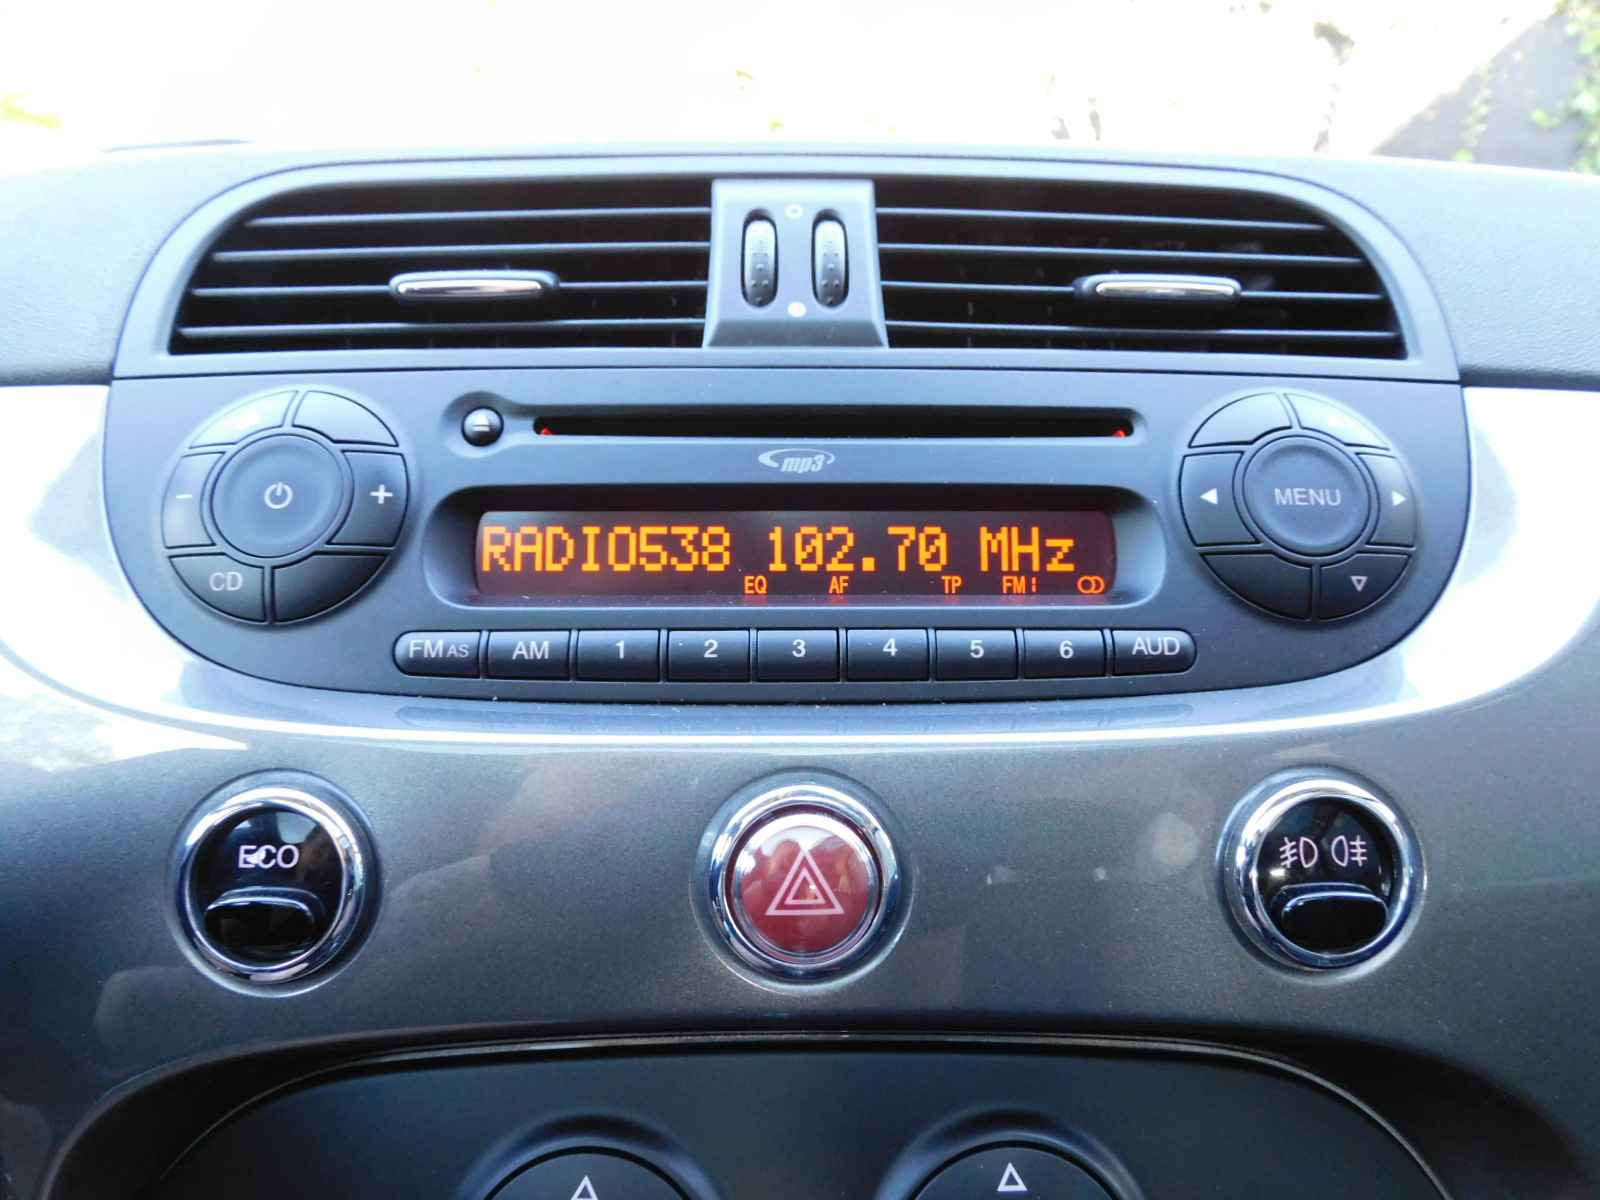 mp3
- +
MENU
RADIO538 102.70 MHz
EQ AF TP FM1
CD
FM AS AM 1 2 3 4 5 6 AUD
ECO